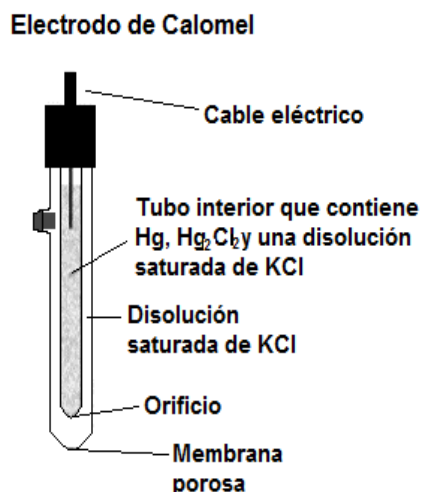 Electrodo de Calomel
Cable eléctrico
Tubo interior que contiene
Hg, Hg₂Cl₂y una disolución
saturada de KCl
Disolución
saturada de KCl
Orificio
Membrana
porosa